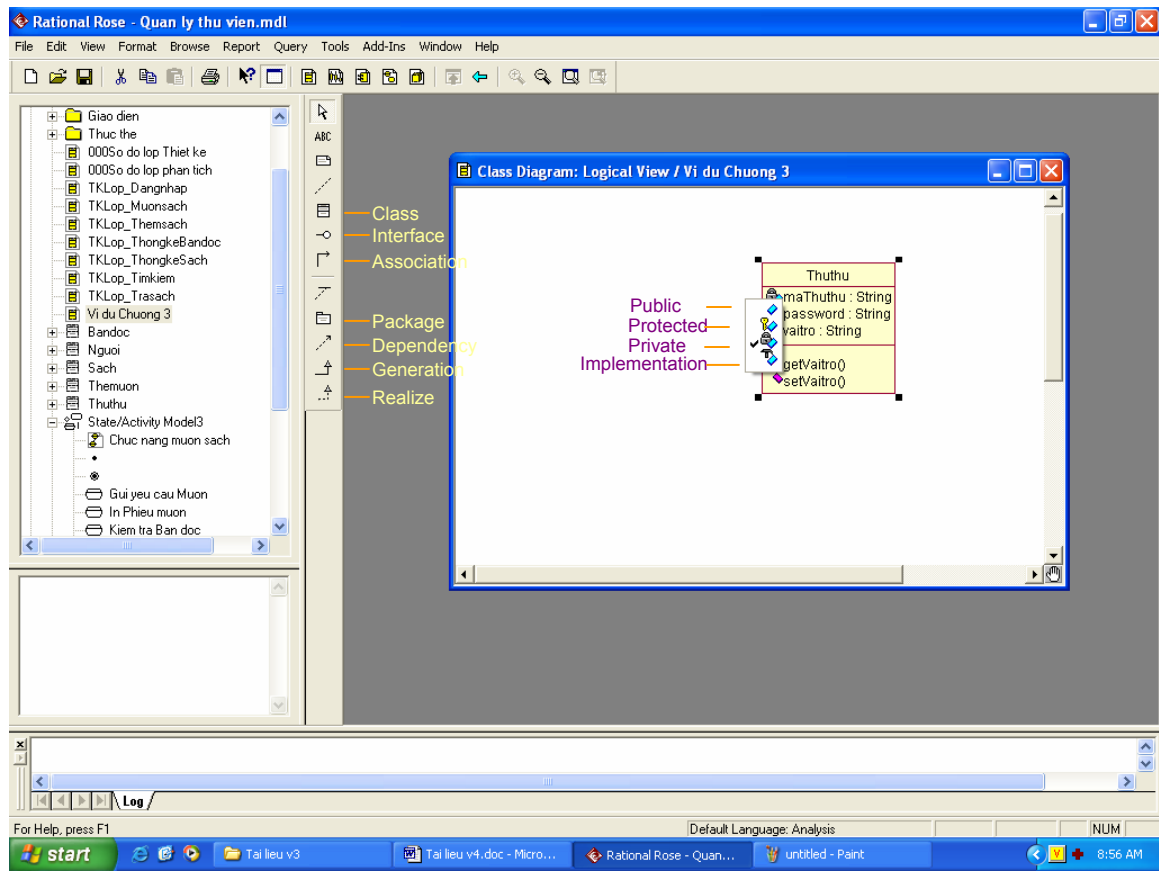 Rational Rose - Quan ly thu vien.mdl
File Edit View Format Browse Report Query Tools Add-Ins Window Help
Giao dien
Thuc the
000So do lop Thiet ke
000So do lop phan tich
TKLop_Dangnhap
TKLop_Muonsach
TKLop_Themsach
TKLop_ThongkeBandoc
TKLop_ThongkeSach
TKLop_Timkiem
TKLop_Trasach
Vi du Chuong 3
Bandoc
Nguoi
Sach
Themuon
Thuthu
State/Activity Model3
Chuc nang muon sach
Gui yeu cau Muon
In Phieu muon
Kiem tra Ban doc
ABC
Class
Interface
Association
Package
Dependency
Generation
Realize
Class Diagram: Logical View / Vi du Chuong 3
Thuthu
maThuthu : String
password : String
vaitro : String
getVaitro()
setVaitro()
Public
Protected
Private
Implementation
Log
For Help, press F1
Default Language: Analysis
NUM
start
Tai lieu v3
Tai lieu v4.doc - Micro...
Rational Rose - Quan...
untitled - Paint
V
8:56 AM